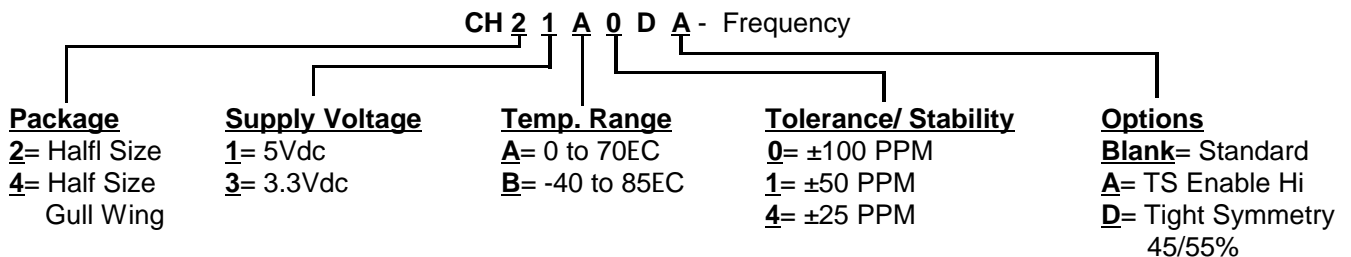 CH 2 1 A 0 D A - Frequency
Package
2= Halfl Size
4= Half Size
Gull Wing
Supply Voltage
1= 5Vdc
3= 3.3Vdc
Temp. Range
A= 0 to 70EC
B= -40 to 85EC
Tolerance/ Stability
0= ±100 PPM
1= ±50 PPM
4= ±25 PPM
Options
Blank= Standard
A= TS Enable Hi
D= Tight Symmetry
45/55%